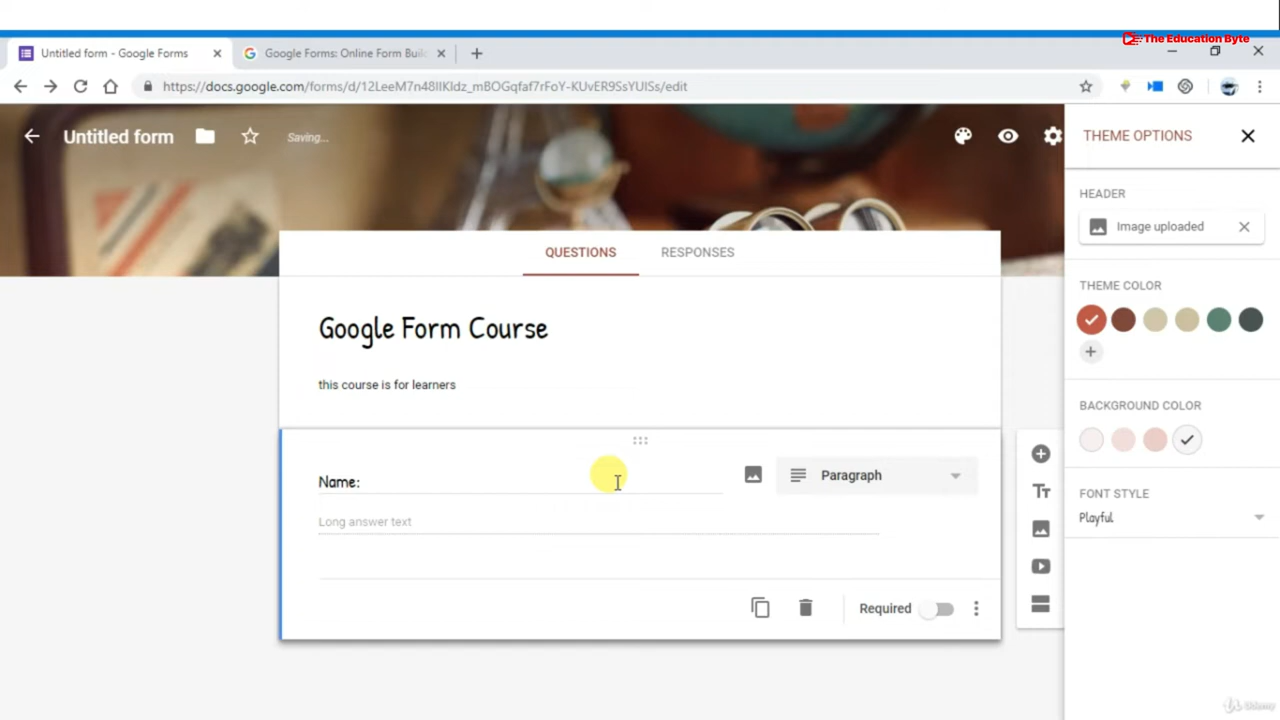 The Education Byte
Untitled form - Google Forms
Google Forms: Online Form Buil
https://docs.google.com/forms/d/12LeeM7n48IIKIdz_mBOGqfaf7rFoY-KUvER9SsYUISs/edit
Untitled form
Saving...
THEME OPTIONS
HEADER
Image uploaded
QUESTIONS
RESPONSES
THEME COLOR
Google Form Course
this course is for learners
BACKGROUND COLOR
Name:
Paragraph
Long answer text
FONT STYLE
Playful
Required
Udemy